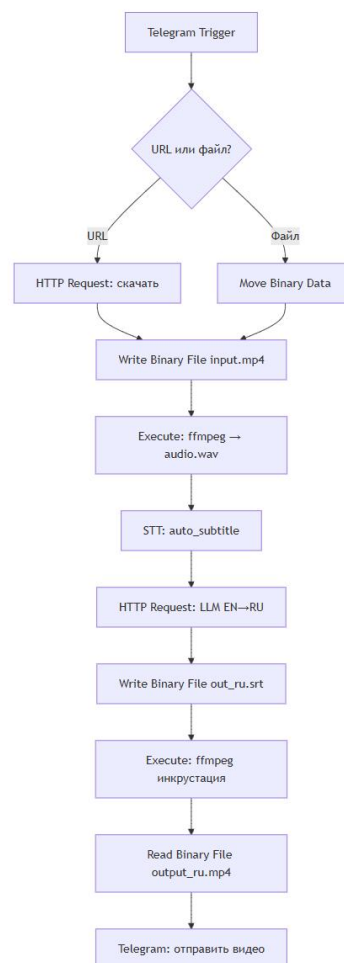 Telegram Trigger
URL или файл?
URL
Файл
HTTP Request: скачать
Move Binary Data
Write Binary File input.mp4
Execute: ffmpeg →
audio.wav
STT: auto_subtitle
HTTP Request: LLM EN→RU
Write Binary File out_ru.srt
Execute: ffmpeg
инкрустация
Read Binary File
output_ru.mp4
Telegram: отправить видео